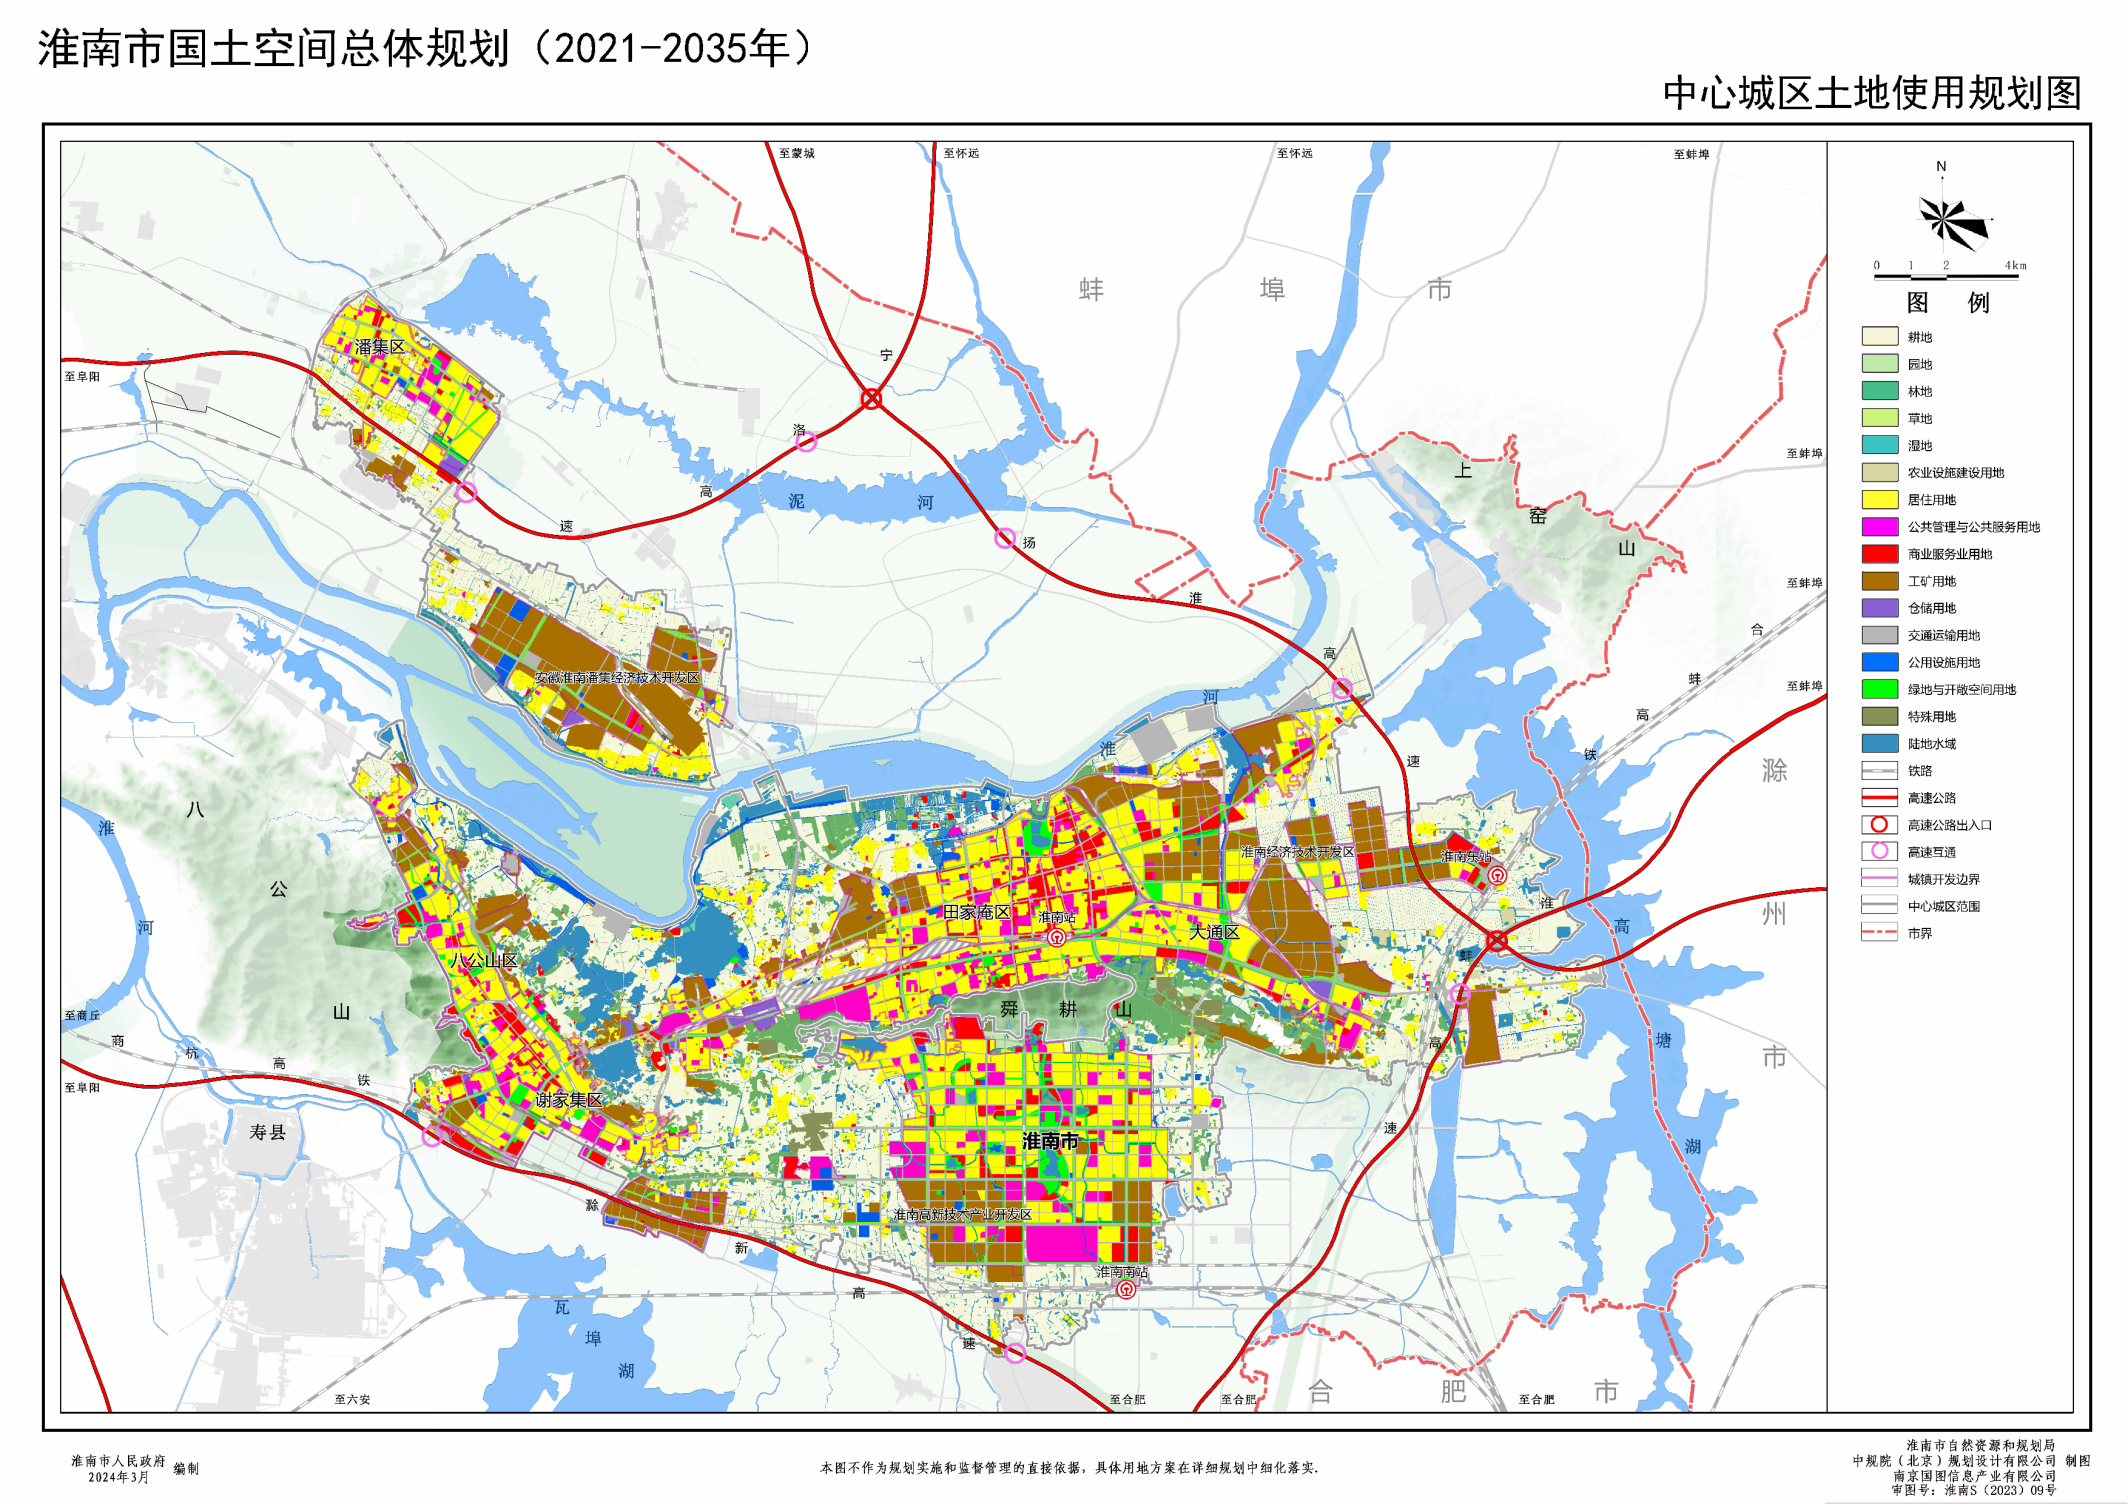 淮南市国土空间总体规划（2021-2035年）
中心城区土地使用规划图
至蒙城
至怀远
至怀远
至蚌埠
N
0 1 2 4km
图 例
耕地
园地
林地
草地
湿地
农业设施建设用地
居住用地
公共管理与公共服务用地
商业服务业用地
工矿用地
仓储用地
交通运输用地
公用设施用地
绿地与开敞空间用地
特殊用地
陆地水域
铁路
高速公路
高速公路出入口
高速互通
城镇开发边界
中心城区范围
市界
蚌 埠 市
潘集区
至阜阳
宁
洛
高
速
泥 河
扬
淮
高
速
上 窑 山
至蚌埠
至蚌埠
至蚌埠
合
蚌
高
铁
安徽淮南潘集经济技术开发区
河
淮
滁 州 市
八 公 山
淮 河
淮南经济技术开发区
淮南东站
田家庵区
淮南站
大通区
八公山区
淮
蚌
高
速
高 塘 湖
舜 耕 山
至商丘
商
杭
高
铁
至阜阳
谢家集区
寿县
淮南市
滁
新
高
速
淮南高新技术产业开发区
淮南南站
瓦 埠 湖
至六安
至合肥
至合肥
至合肥
合 肥 市
淮南市人民政府 编制
2024年3月
本图不作为规划实施和监督管理的直接依据，具体用地方案在详细规划中细化落实.
淮南市自然资源和规划局
中规院（北京）规划设计有限公司 制图
南京国图信息产业有限公司
审图号：淮南S（2023）09号